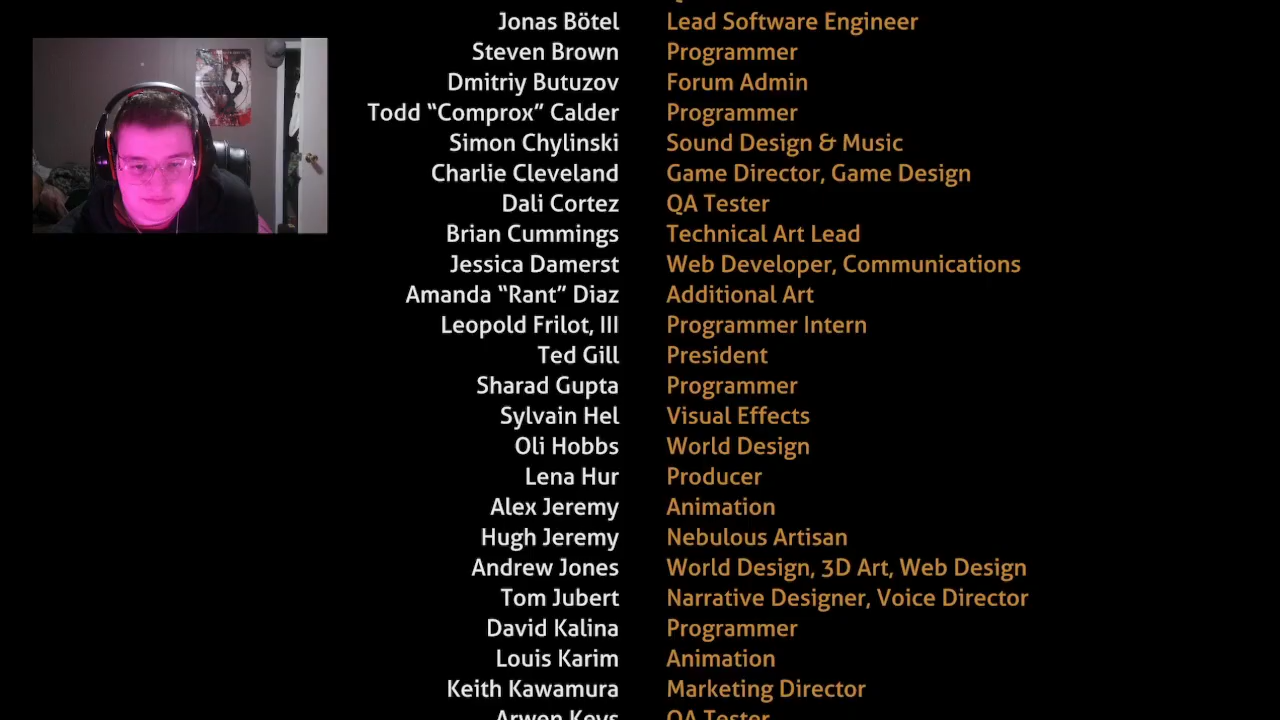 Jonas Bötel Lead Software Engineer
Steven Brown Programmer
Dmitriy Butuzov Forum Admin
Todd “Comprox” Calder Programmer
Simon Chylinski Sound Design & Music
Charlie Cleveland Game Director, Game Design
Dali Cortez QA Tester
Brian Cummings Technical Art Lead
Jessica Damerst Web Developer, Communications
Amanda “Rant” Diaz Additional Art
Leopold Frilot, III Programmer Intern
Ted Gill President
Sharad Gupta Programmer
Sylvain Hel Visual Effects
Oli Hobbs World Design
Lena Hur Producer
Alex Jeremy Animation
Hugh Jeremy Nebulous Artisan
Andrew Jones World Design, 3D Art, Web Design
Tom Jubert Narrative Designer, Voice Director
David Kalina Programmer
Louis Karim Animation
Keith Kawamura Marketing Director
Arwen Keys QA Tester